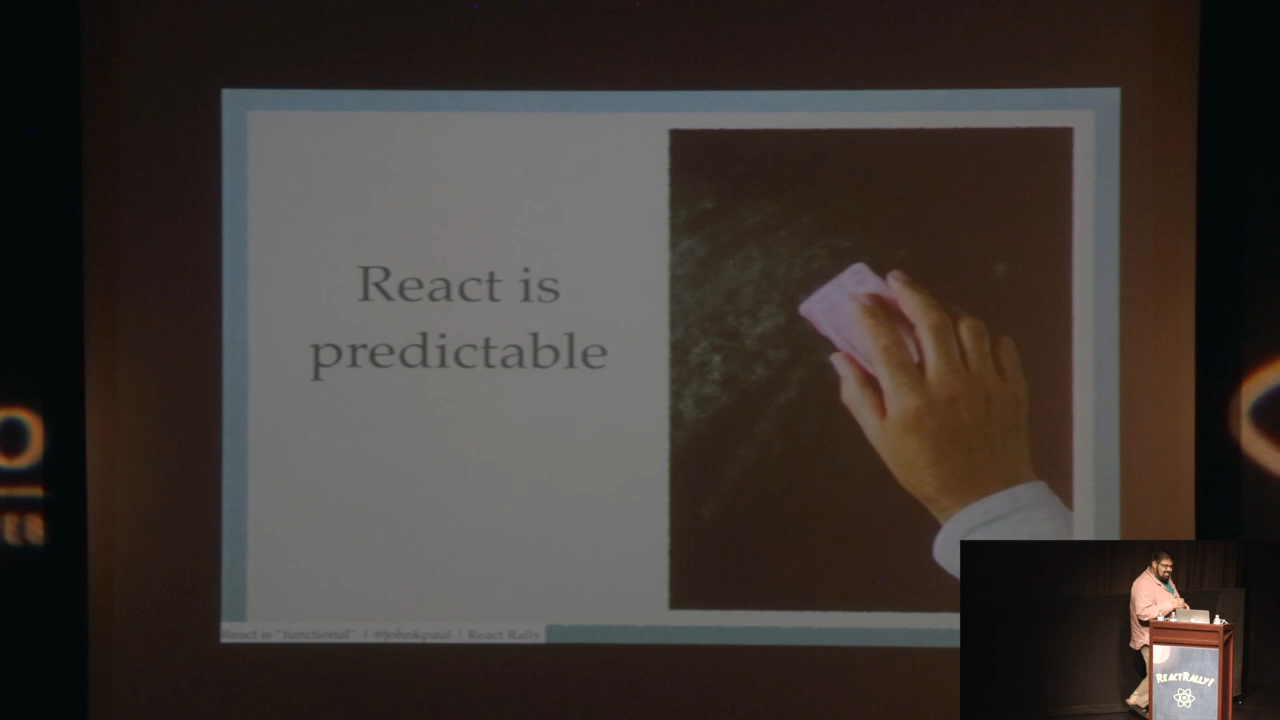 React is
predictable
React is "functional" | @johnkpaul | React Rally
REACTRALLY!